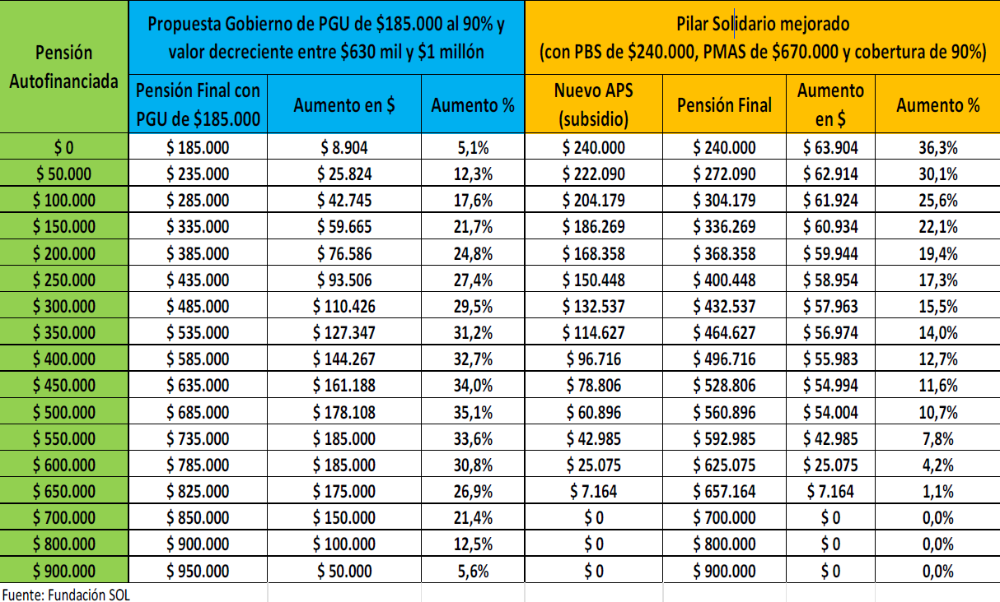 Pensión Autofinanciada
Propuesta Gobierno de PGU de $185.000 al 90% y
valor decreciente entre $630 mil y $1 millón
Pilar Solidario mejorado
(con PBS de $240.000, PMAS de $670.000 y cobertura de 90%)
Pensión Final con PGU de $185.000 Aumento en $ Aumento % Nuevo APS (subsidio) Pensión Final Aumento en $ Aumento %
$ 0 $ 185.000 $ 8.904 5,1% $ 240.000 $ 240.000 $ 63.904 36,3%
$ 50.000 $ 235.000 $ 25.824 12,3% $ 222.090 $ 272.090 $ 62.914 30,1%
$ 100.000 $ 285.000 $ 42.745 17,6% $ 204.179 $ 304.179 $ 61.924 25,6%
$ 150.000 $ 335.000 $ 59.665 21,7% $ 186.269 $ 336.269 $ 60.934 22,1%
$ 200.000 $ 385.000 $ 76.586 24,8% $ 168.358 $ 368.358 $ 59.944 19,4%
$ 250.000 $ 435.000 $ 93.506 27,4% $ 150.448 $ 400.448 $ 58.954 17,3%
$ 300.000 $ 485.000 $ 110.426 29,5% $ 132.537 $ 432.537 $ 57.963 15,5%
$ 350.000 $ 535.000 $ 127.347 31,2% $ 114.627 $ 464.627 $ 56.974 14,0%
$ 400.000 $ 585.000 $ 144.267 32,7% $ 96.716 $ 496.716 $ 55.983 12,7%
$ 450.000 $ 635.000 $ 161.188 34,0% $ 78.806 $ 528.806 $ 54.994 11,6%
$ 500.000 $ 685.000 $ 178.108 35,1% $ 60.896 $ 560.896 $ 54.004 10,7%
$ 550.000 $ 735.000 $ 185.000 33,6% $ 42.985 $ 592.985 $ 42.985 7,8%
$ 600.000 $ 785.000 $ 185.000 30,8% $ 25.075 $ 625.075 $ 25.075 4,2%
$ 650.000 $ 825.000 $ 175.000 26,9% $ 7.164 $ 657.164 $ 7.164 1,1%
$ 700.000 $ 850.000 $ 150.000 21,4% $ 0 $ 700.000 $ 0 0,0%
$ 800.000 $ 900.000 $ 100.000 12,5% $ 0 $ 800.000 $ 0 0,0%
$ 900.000 $ 950.000 $ 50.000 5,6% $ 0 $ 900.000 $ 0 0,0%
Fuente: Fundación SOL